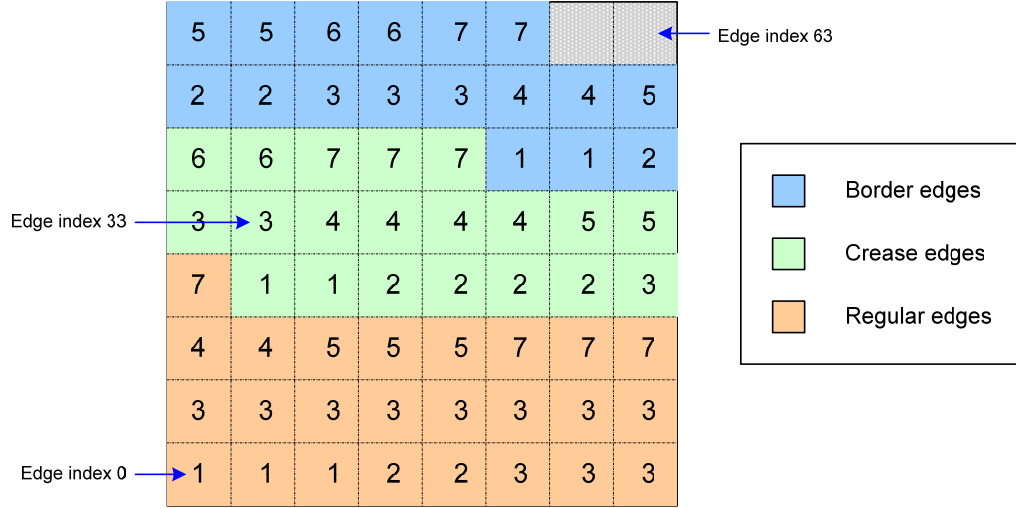 5 5 6 6 7 7
Edge index 63
2 2 3 3 3 4 4 5
6 6 7 7 7 1 1 2
Edge index 33
3 3 4 4 4 4 5 5
7 1 1 2 2 2 2 3
4 4 5 5 5 7 7 7
3 3 3 3 3 3 3 3
Edge index 0
1 1 1 2 2 3 3 3
Border edges
Crease edges
Regular edges